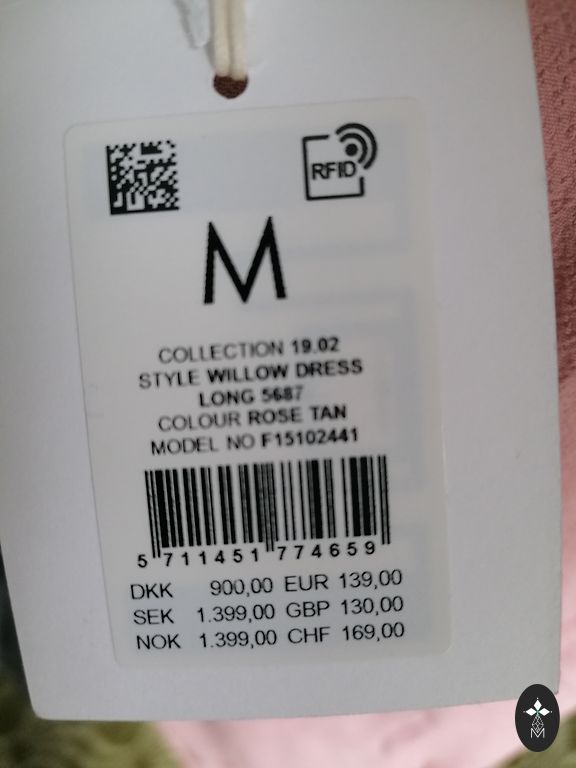 RFID
M
COLLECTION 19.02
STYLE WILLOW DRESS
LONG 5687
COLOUR ROSE TAN
MODEL NO F15102441
5 711451 774659
DKK 900,00 EUR 139,00
SEK 1.399,00 GBP 130,00
NOK 1.399,00 CHF 169,00
M